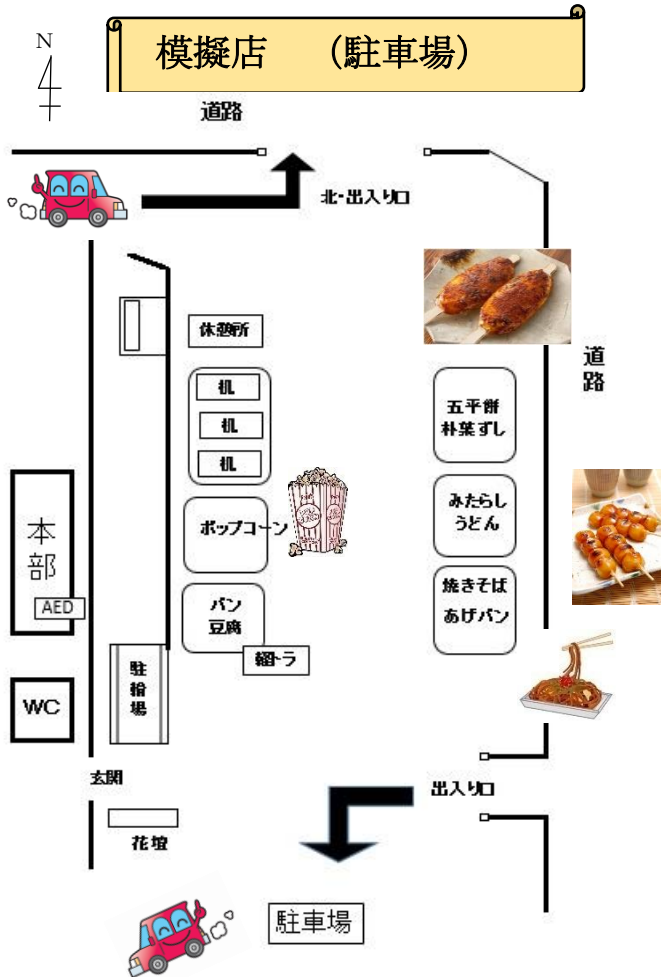 模擬店 （駐車場）
N
道路
北・出入り口
休憩所
机
机
机
五平餅
朴葉ずし
道路
ポップコーン
みたらし
うどん
本部
AED
パン
豆腐
軽トラ
焼きそば
あげパン
WC
駐輪場
玄関
出入り口
花壇
駐車場